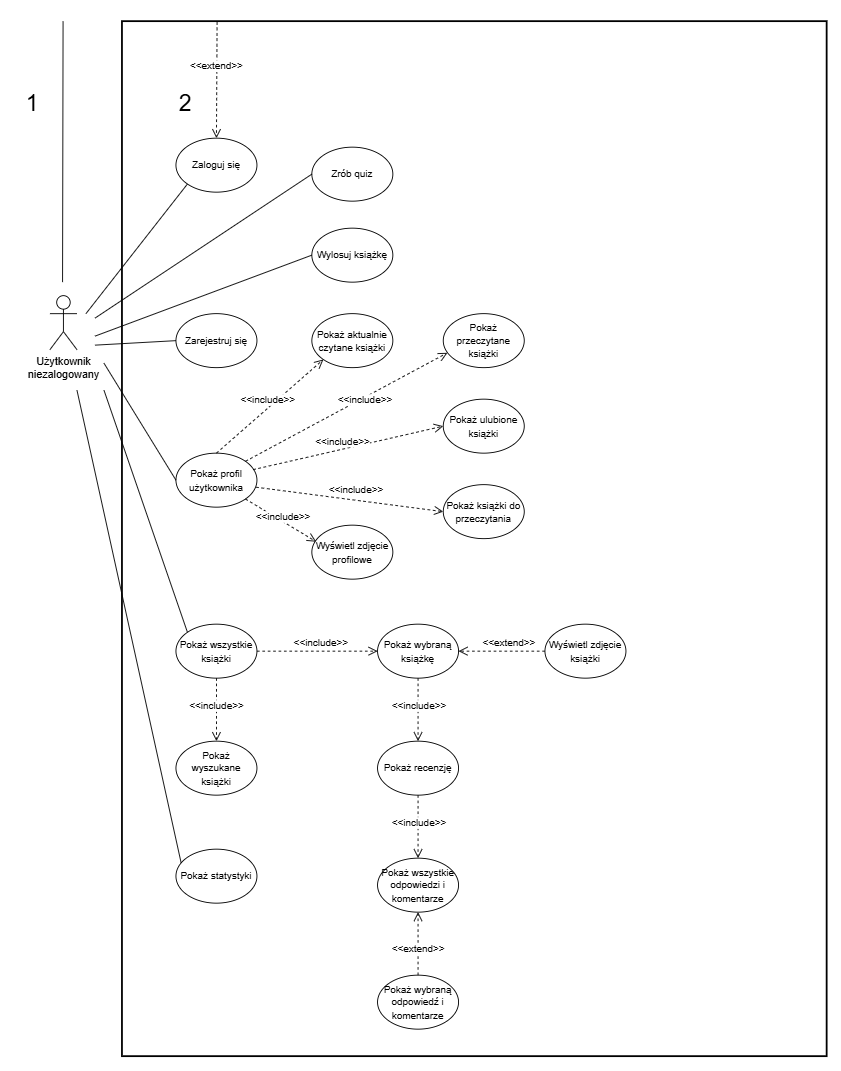 <<extend>>
1
2
Zaloguj się
Zrób quiz
Wylosuj książkę
Użytkownik
niezalogowany
Zarejestruj się
Pokaż aktualnie
czytane książki
Pokaż
przeczytane
książki
<<include>>
<<include>>
Pokaż ulubione
książki
<<include>>
Pokaż profil
użytkownika
<<include>>
Pokaż książki do
przeczytania
<<include>>
Wyświetl zdjęcie
profilowe
Pokaż wszystkie
książki
<<include>>
Pokaż wybraną
książkę
<<extend>>
Wyświetl zdjęcie
książki
<<include>>
<<include>>
Pokaż
wyszukane
książki
Pokaż recenzję
<<include>>
Pokaż statystyki
Pokaż wszystkie
odpowiedzi i
komentarze
<<extend>>
Pokaż wybraną
odpowiedź i
komentarze